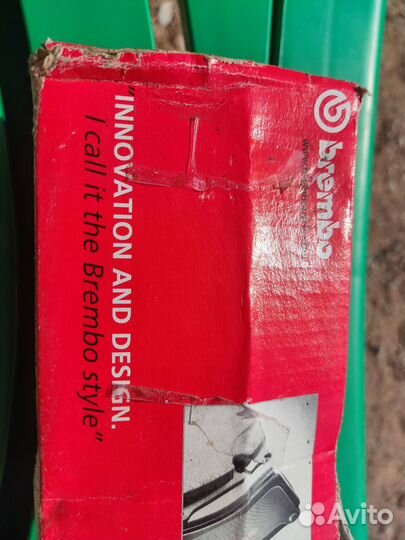 brembo
"INNOVATION AND DESIGN.
I call it the Brembo style"
Avito